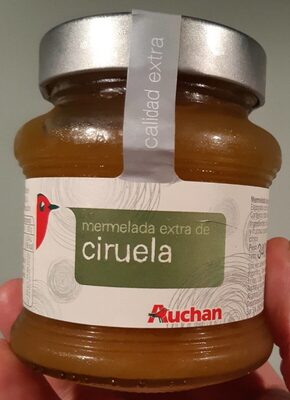 calidad extra
mermelada extra de
ciruela
Auchan